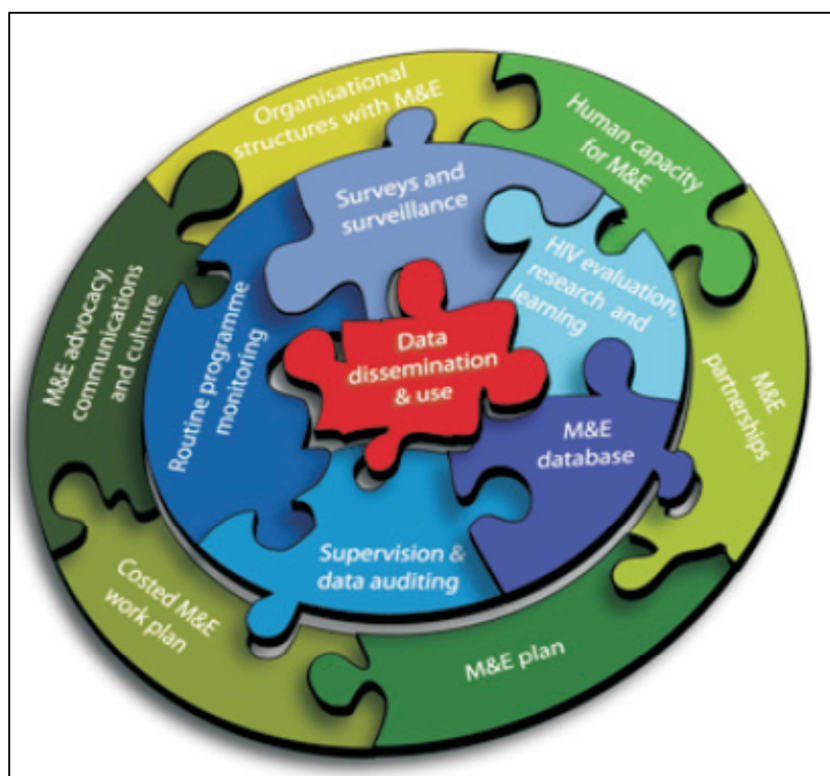 Organisational
structures with M&E
Human capacity
for M&E
M&E
partnerships
M&E plan
Costed M&E
work plan
M&E advocacy,
communications
and culture
Surveys and
surveillance
HIV evaluation,
research and
learning
M&E
database
Supervision &
data auditing
Routine programme
monitoring
Data
dissemination
& use